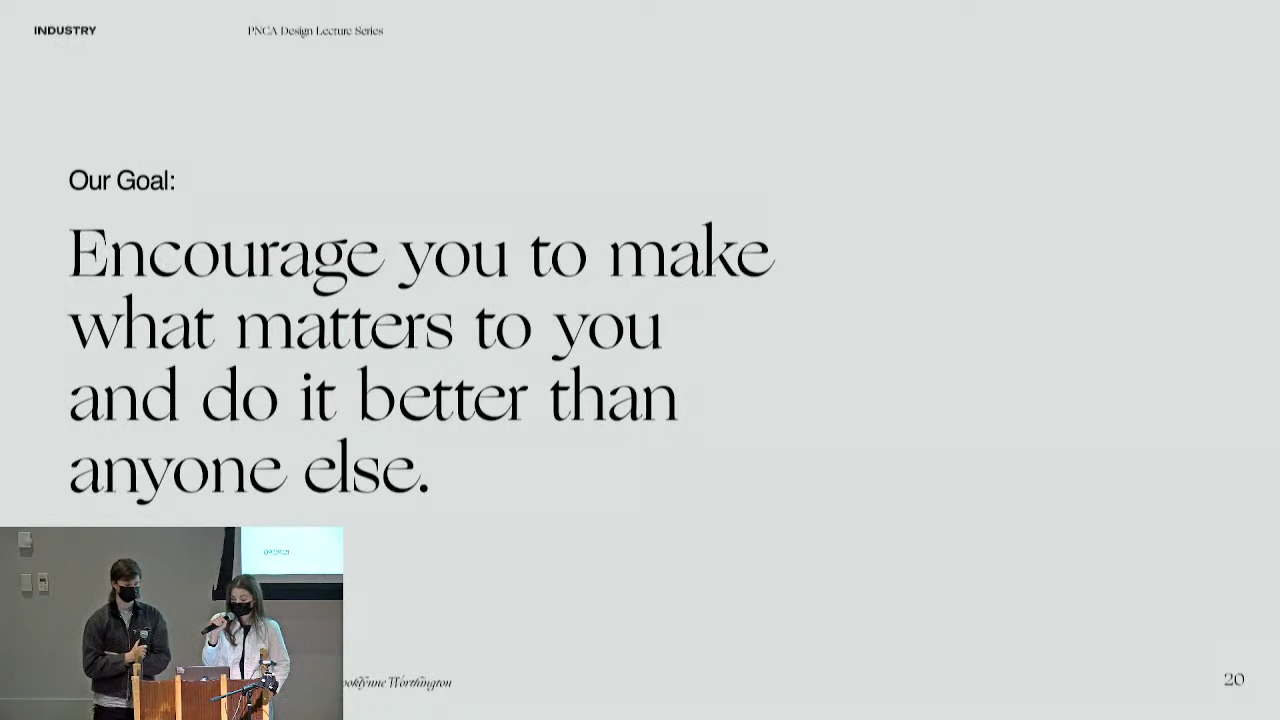 INDUSTRY
PNCA Design Lecture Series
Our Goal:
Encourage you to make
what matters to you
and do it better than
anyone else.
Worthington
20